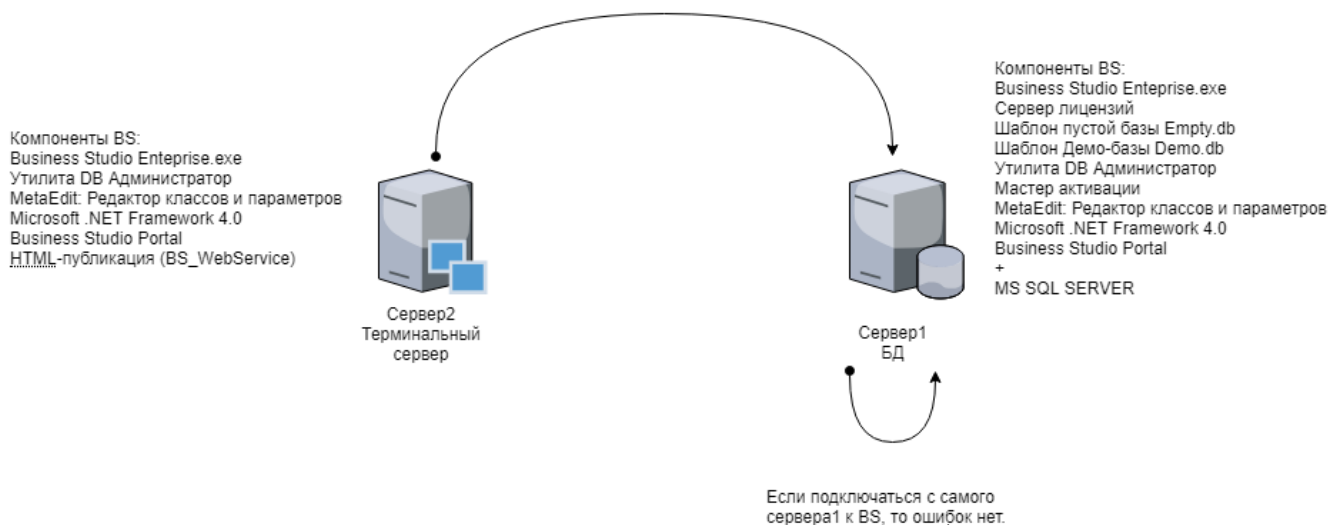 Компоненты BS:
Business Studio Enteprise.exe
Утилита DB Администратор
MetaEdit: Редактор классов и параметров
Microsoft .NET Framework 4.0
Business Studio Portal
HTML-публикация (BS_WebService)
Сервер2
Терминальный
сервер
Компоненты BS:
Business Studio Enteprise.exe
Сервер лицензий
Шаблон пустой базы Empty.db
Шаблон Демо-базы Demo.db
Утилита DB Администратор
Мастер активации
MetaEdit: Редактор классов и параметров
Microsoft .NET Framework 4.0
Business Studio Portal
+
MS SQL SERVER
Сервер1
БД
Если подключаться с самого
сервера1 к BS, то ошибок нет.